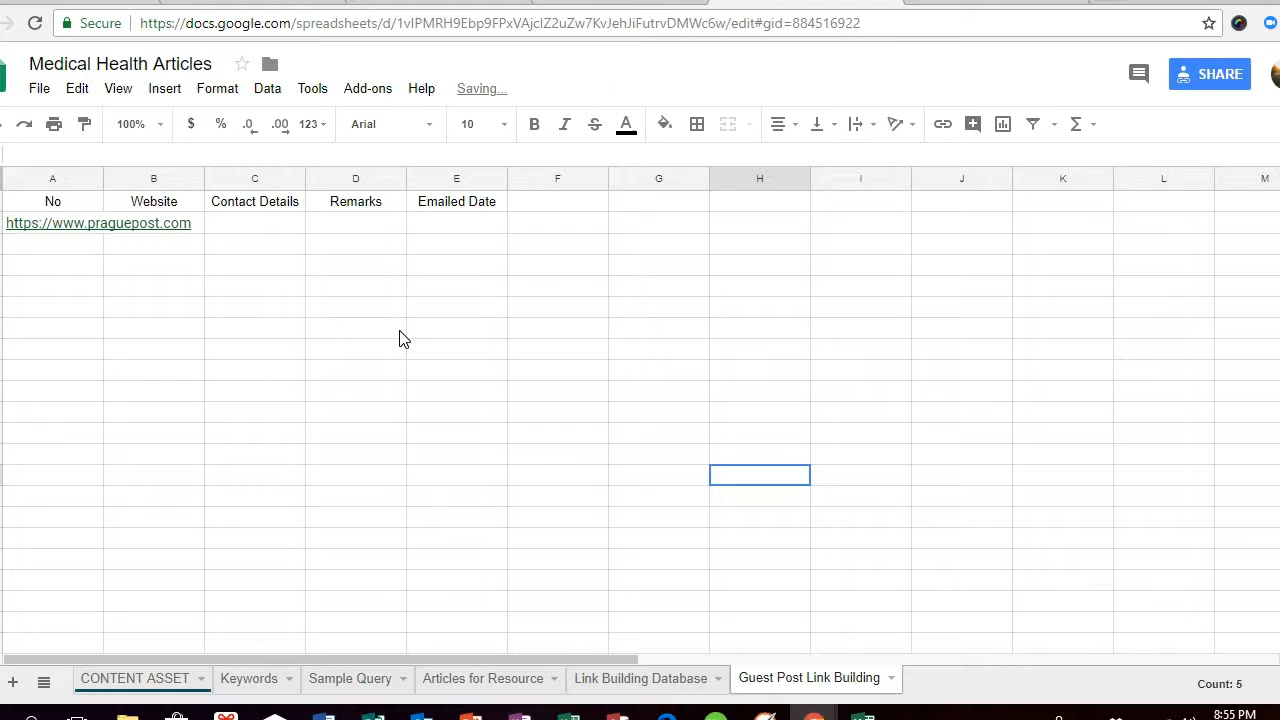 Secure https://docs.google.com/spreadsheets/d/1vIPMRH9Ebp9FPxVAjclZ2uZw7KvJehJiFutrvDMWc6w/edit#gid=884516922
Medical Health Articles
File Edit View Insert Format Data Tools Add-ons Help Saving...
SHARE
100% $ % .0 .00 123 Arial 10 B I S A
A B C D E F G H I J K L M
No Website Contact Details Remarks Emailed Date
https://www.praguepost.com
CONTENT ASSET Keywords Sample Query Articles for Resource Link Building Database Guest Post Link Building Count: 5
8:55 PM